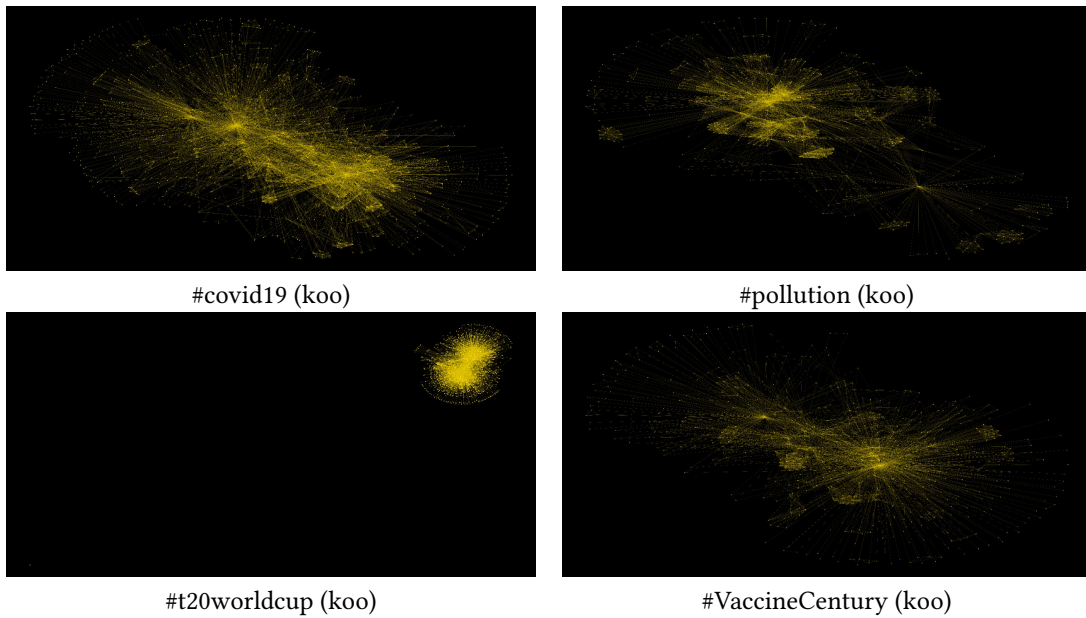 #covid19 (koo)
#pollution (koo)
#t20worldcup (koo)
#VaccineCentury (koo)